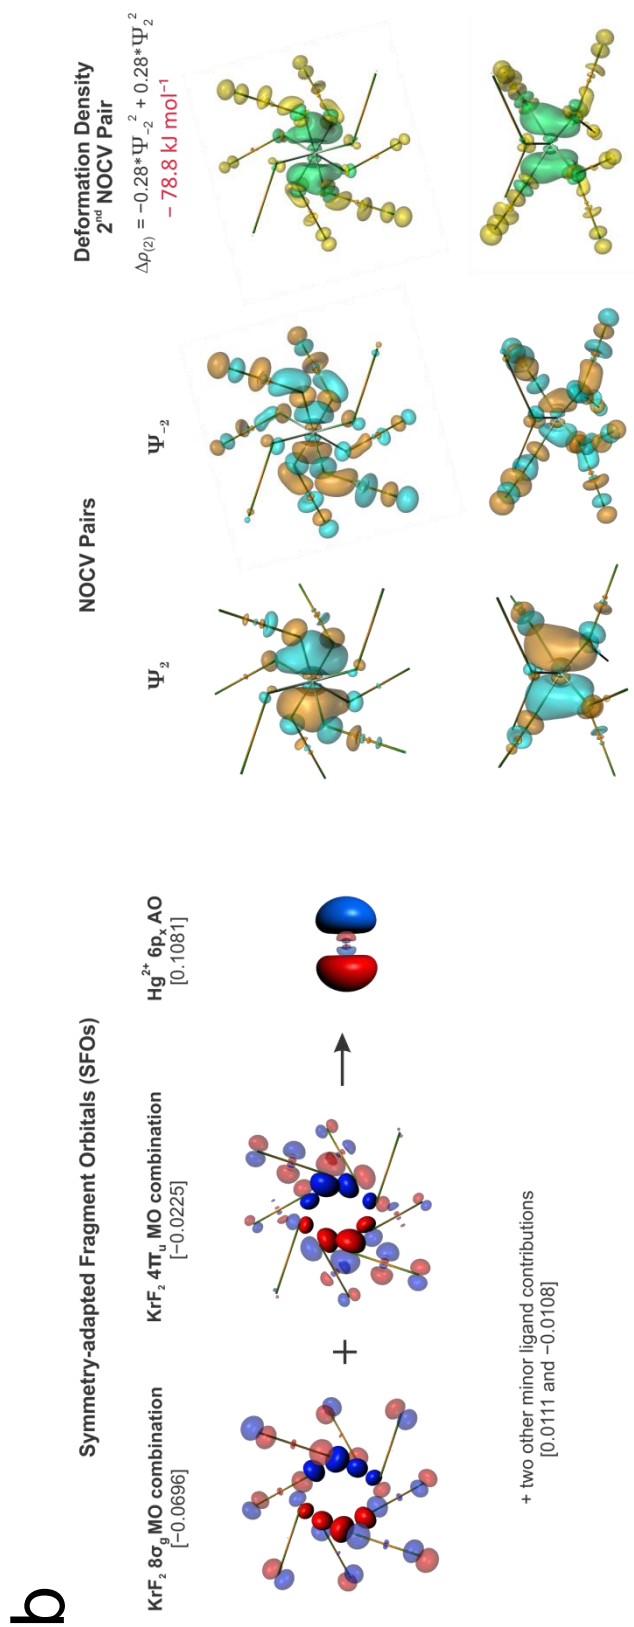 b
Symmetry-adapted Fragment Orbitals (SFOs)
NOCV Pairs
Deformation Density
2nd NOCV Pair
KrF2 8σg MO combination
[−0.0696]
+
KrF2 4πu MO combination
[−0.0225]
Hg2+ 6px AO
[0.1081]
Ψ2
Ψ−2
Δρ(2) = −0.28*Ψ−2² + 0.28*Ψ2²
− 78.8 kJ mol−1
+ two other minor ligand contributions
[0.0111 and −0.0108]